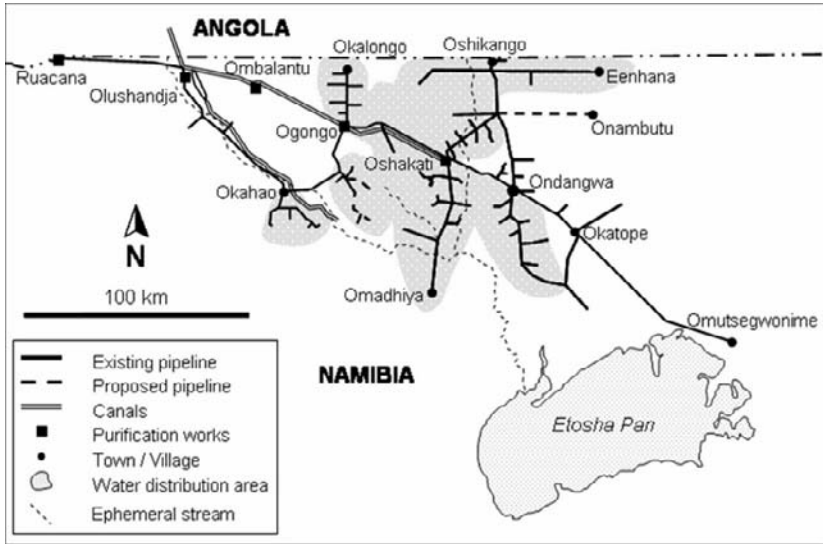 ANGOLA
Okalongo
Oshikango
Ruacana
Ombalantu
Eenhana
Olushandja
Ogongo
Onambutu
Oshakati
Okahao
Ondangwa
N
Okatope
100 km
Omadhiya
Omutsegwonime
NAMIBIA
Etosha Pan
Existing pipeline
Proposed pipeline
Canals
Purification works
Town / Village
Water distribution area
Ephemeral stream